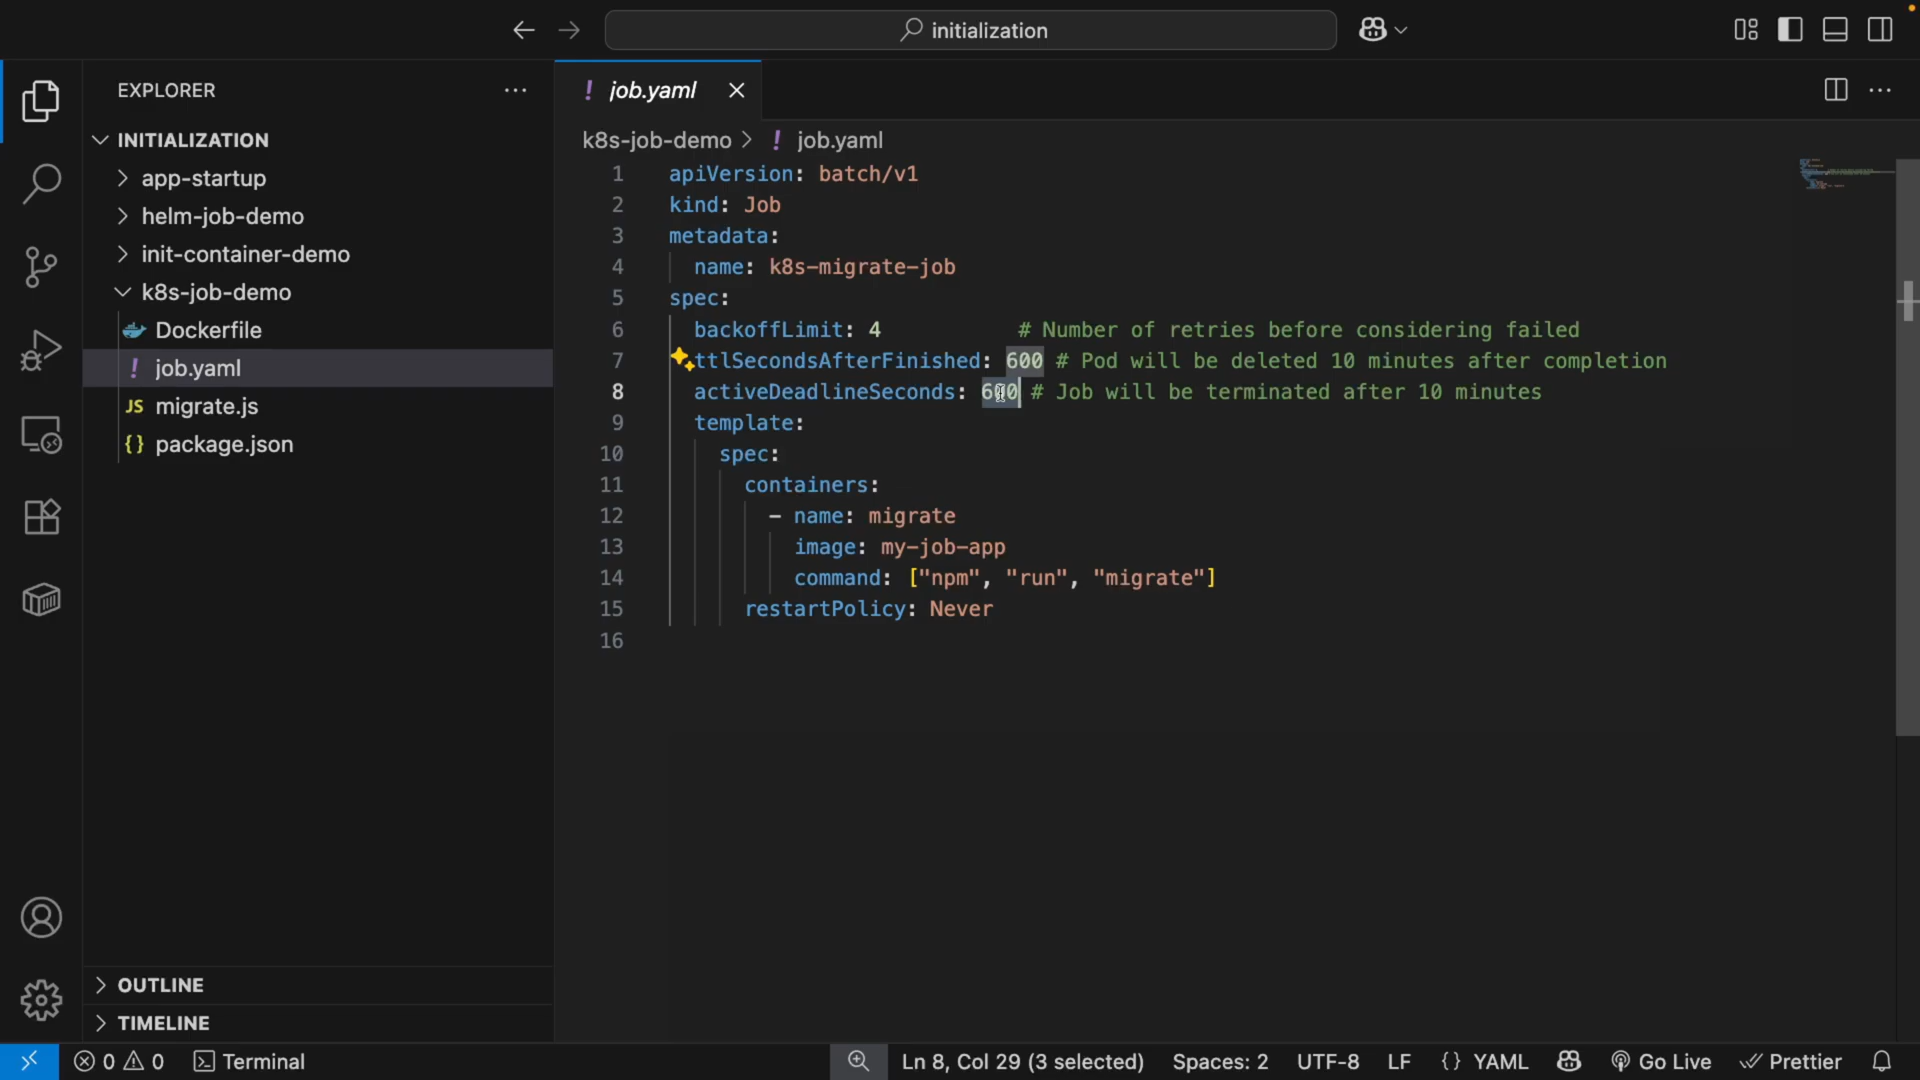 initialization
EXPLORER
INITIALIZATION
app-startup
helm-job-demo
init-container-demo
k8s-job-demo
Dockerfile
! job.yaml
JS migrate.js
{} package.json
OUTLINE
TIMELINE
! job.yaml
k8s-job-demo > ! job.yaml
1 apiVersion: batch/v1
2 kind: Job
3 metadata:
4 name: k8s-migrate-job
5 spec:
6 backoffLimit: 4 # Number of retries before considering failed
7 ttlSecondsAfterFinished: 600 # Pod will be deleted 10 minutes after completion
8 activeDeadlineSeconds: 600 # Job will be terminated after 10 minutes
9 template:
10 spec:
11 containers:
12 - name: migrate
13 image: my-job-app
14 command: ["npm", "run", "migrate"]
15 restartPolicy: Never
16
0 0 Terminal Ln 8, Col 29 (3 selected) Spaces: 2 UTF-8 LF {} YAML Go Live Prettier